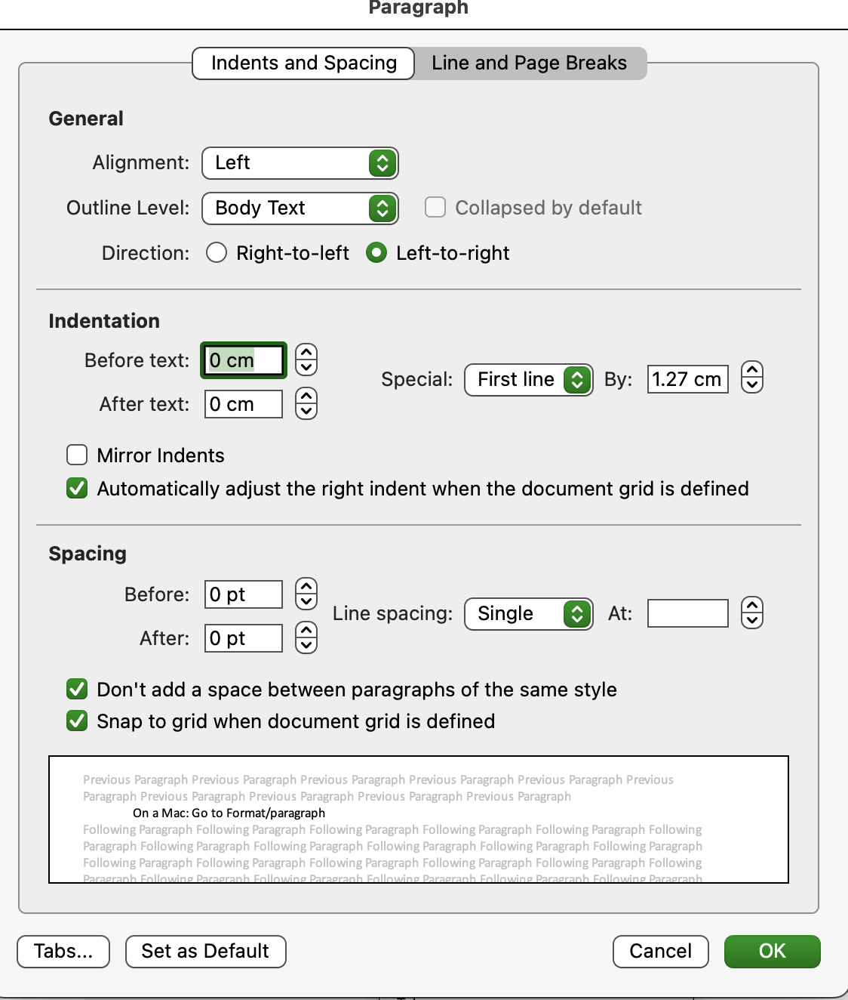 Paragraph
Indents and Spacing Line and Page Breaks
General
Alignment: Left
Outline Level: Body Text Collapsed by default
Direction: Right-to-left Left-to-right
Indentation
Before text: 0 cm
Special: First line By: 1.27 cm
After text: 0 cm
Mirror Indents
Automatically adjust the right indent when the document grid is defined
Spacing
Before: 0 pt
Line spacing: Single At:
After: 0 pt
Don't add a space between paragraphs of the same style
Snap to grid when document grid is defined
Previous Paragraph Previous Paragraph Previous Paragraph Previous Paragraph Previous Paragraph Previous
Paragraph Previous Paragraph Previous Paragraph Previous Paragraph Previous Paragraph
On a Mac: Go to Format/paragraph
Following Paragraph Following Paragraph Following Paragraph Following Paragraph Following Paragraph Following
Paragraph Following Paragraph Following Paragraph Following Paragraph Following Paragraph Following Paragraph
Following Paragraph Following Paragraph Following Paragraph Following Paragraph Following Paragraph Following
Paragraph Following Paragraph Following Paragraph Following Paragraph Following Paragraph Following Paragraph
Tabs... Set as Default Cancel OK